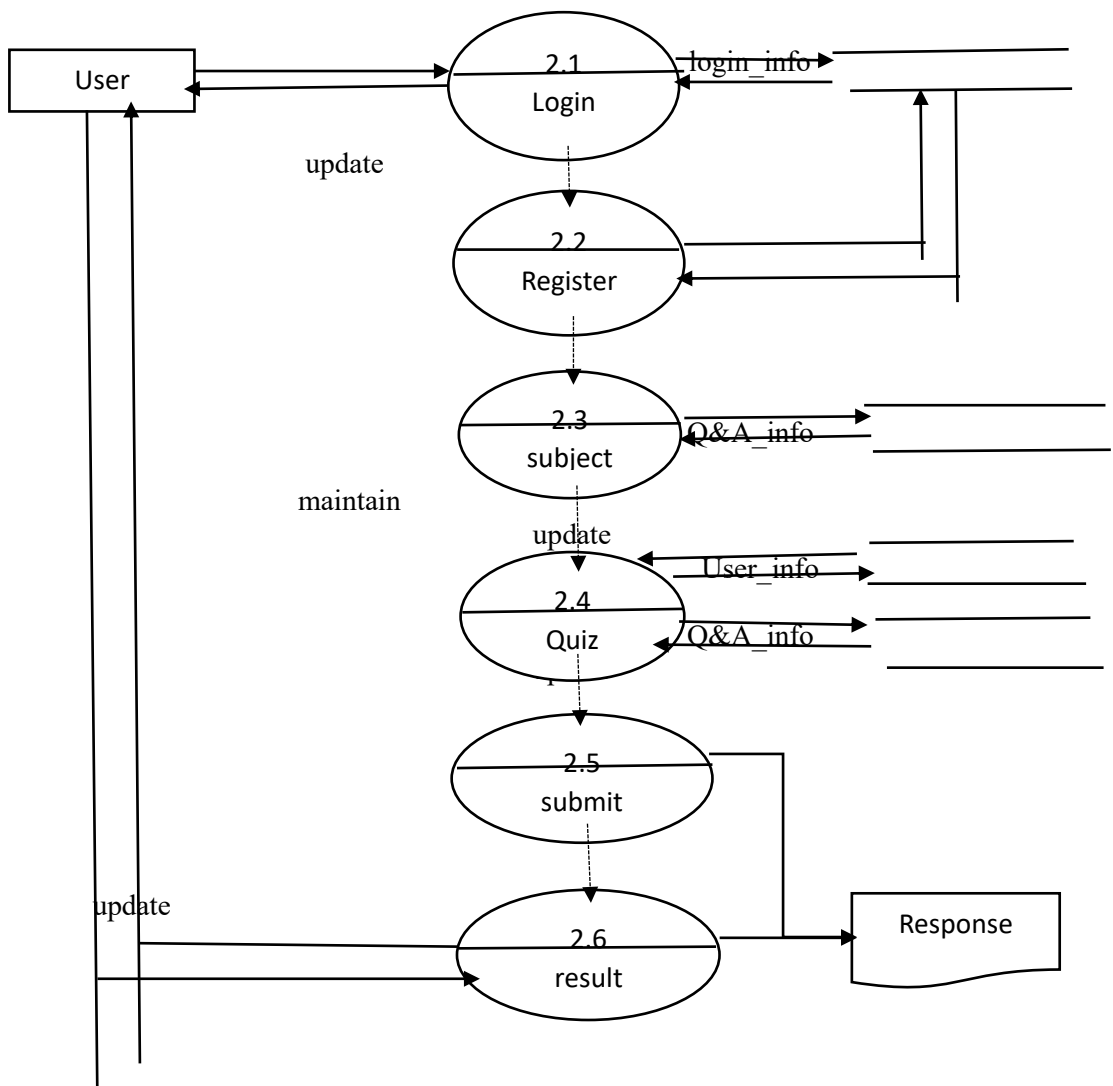 User
2.1
Login
login_info
update
2.2
Register
2.3
subject
Q&A_info
maintain
update
User_info
2.4
Quiz
Q&A_info
2.5
submit
update
2.6
result
Response